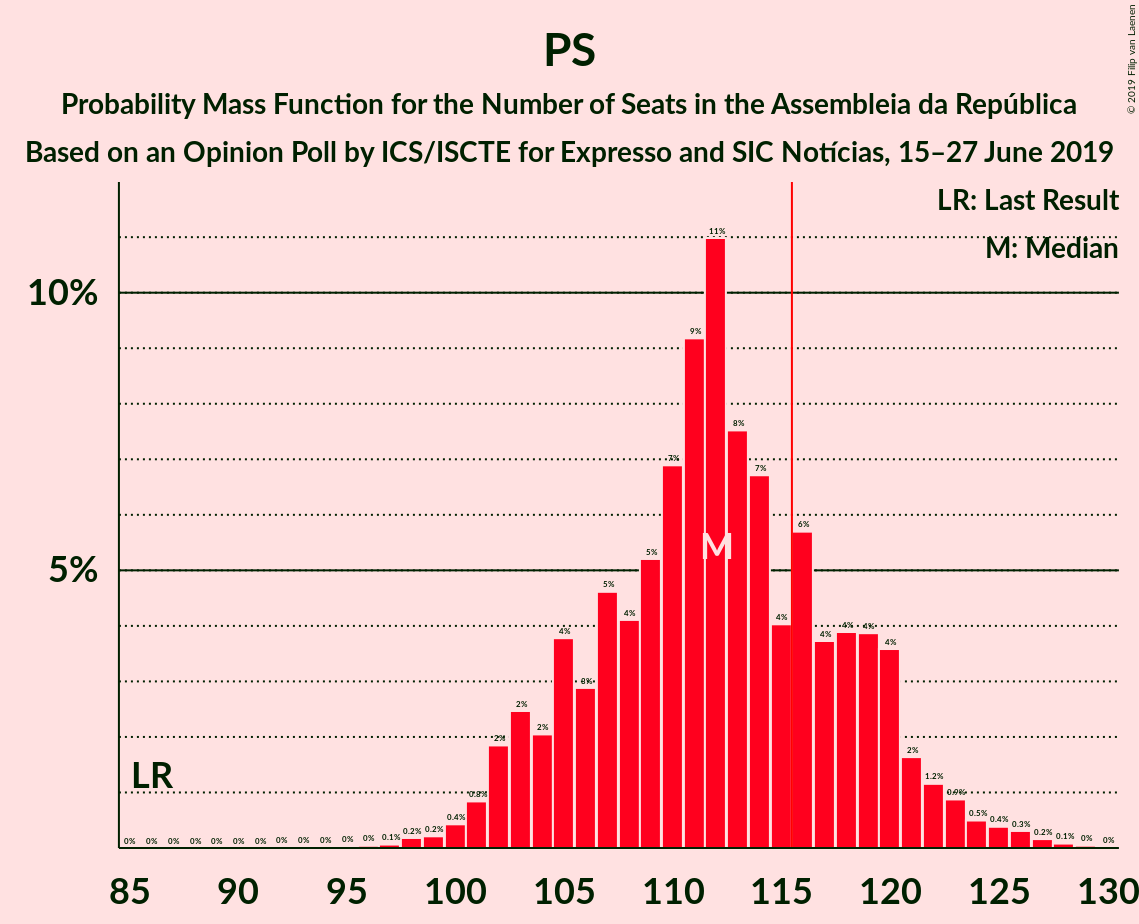 PS
Probability Mass Function for the Number of Seats in the Assembleia da República
Based on an Opinion Poll by ICS/ISCTE for Expresso and SIC Notícias, 15–27 June 2019
© 2019 Filip van Laenen
LR: Last Result
M: Median
10%
5%
LR
M
0% 0% 0% 0% 0% 0% 0% 0% 0% 0% 0% 0% 0.1% 0.2% 0.2% 0.4% 0.8% 2% 2% 2% 4% 3% 5% 4% 5% 7% 9% 11% 8% 7% 4% 6% 4% 4% 4% 4% 2% 1.2% 0.9% 0.5% 0.4% 0.3% 0.2% 0.1% 0% 0%
85 90 95 100 105 110 115 120 125 130